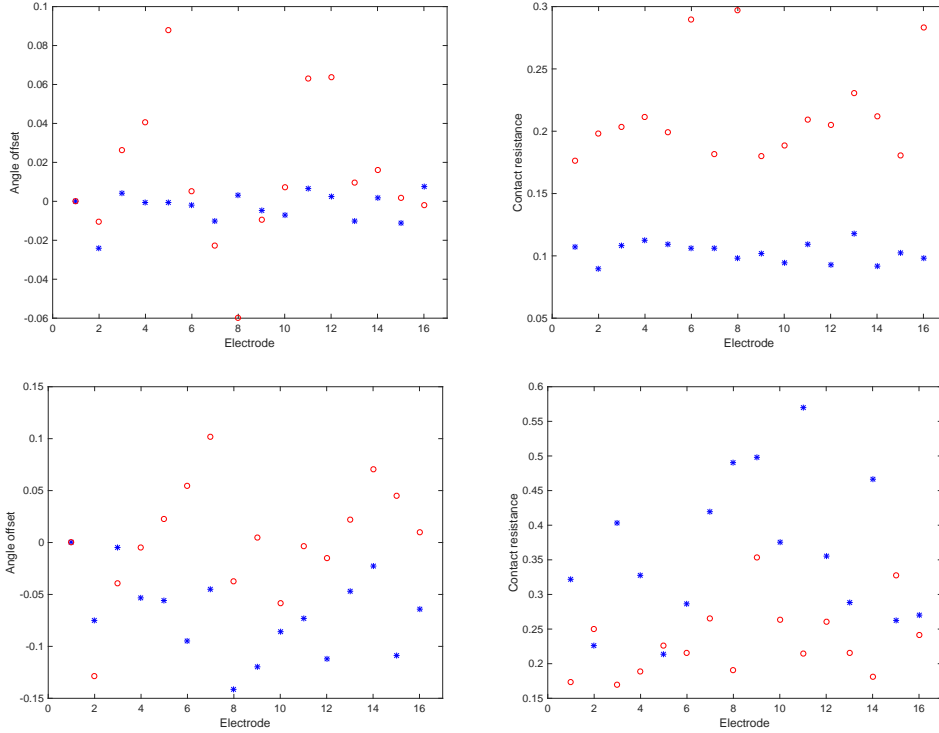 0.1
0.08
0.06
0.04
0.02
0
-0.02
-0.04
-0.06
0 2 4 6 8 10 12 14 16
Electrode
Angle offset
0.3
0.25
0.2
0.15
0.1
0.05
0 2 4 6 8 10 12 14 16
Electrode
Contact resistance
0.15
0.1
0.05
0
-0.05
-0.1
-0.15
0 2 4 6 8 10 12 14 16
Electrode
Angle offset
0.6
0.55
0.5
0.45
0.4
0.35
0.3
0.25
0.2
0.15
0 2 4 6 8 10 12 14 16
Electrode
Contact resistance